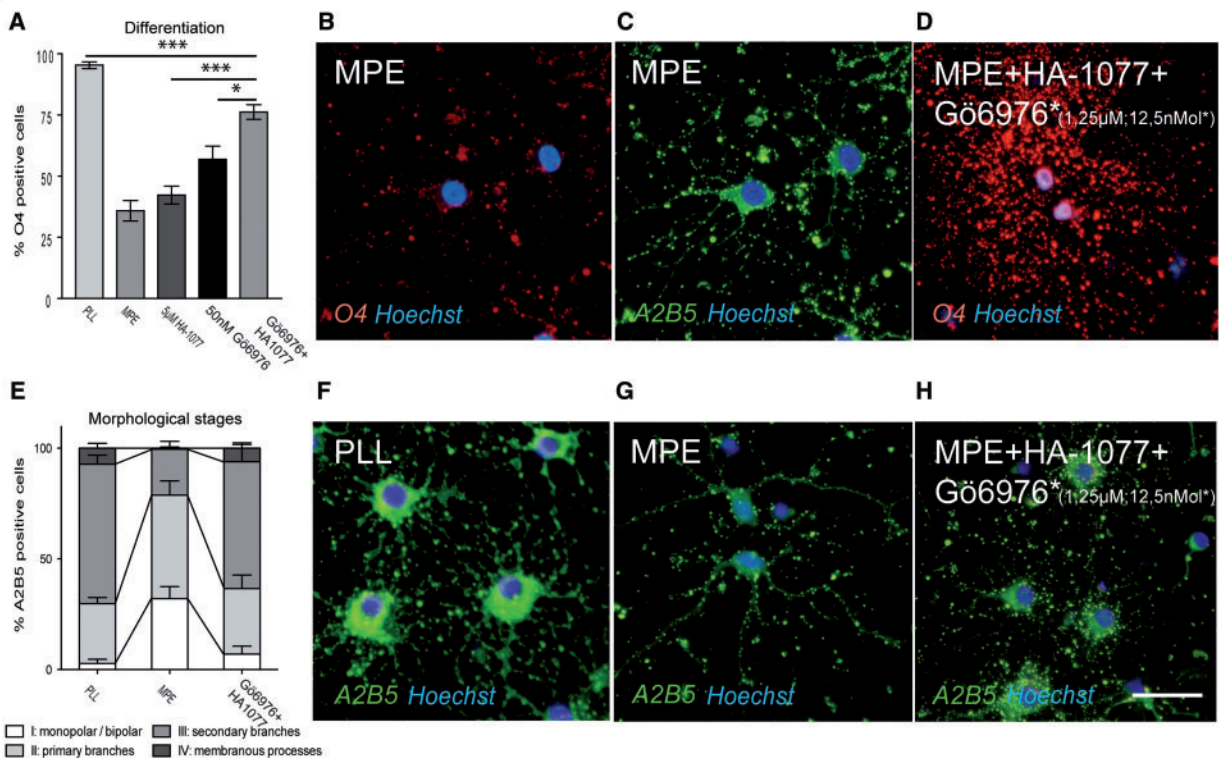 A
Differentiation
***
***
*
% O4 positive cells
100
75
50
25
0
PLL
MPE
5µM HA-1077
50nM Gö6976
Gö6976+
HA1077
B
MPE
O4 Hoechst
C
MPE
A2B5 Hoechst
D
MPE+HA-1077+
Gö6976*(1,25µM;12,5nMol*)
O4 Hoechst
E
Morphological stages
% A2B5 positive cells
100
50
0
PLL
MPE
Gö6976+
HA1077
I: monopolar / bipolar
III: secondary branches
II: primary branches
IV: membranous processes
F
PLL
A2B5 Hoechst
G
MPE
A2B5 Hoechst
H
MPE+HA-1077+
Gö6976*(1,25µM;12,5nMol*)
A2B5 Hoechst